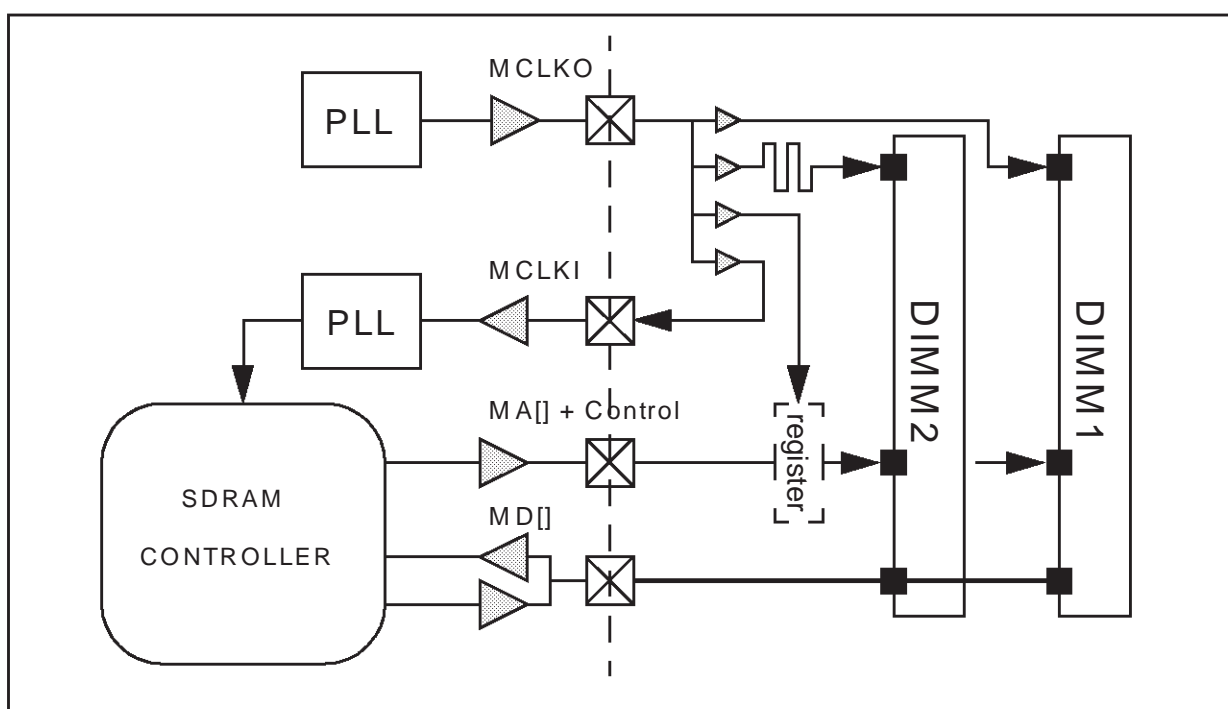 MCLKO
PLL
MCLKI
PLL
MA[] + Control
register
DIMM2
DIMM1
MD[]
SDRAM
CONTROLLER